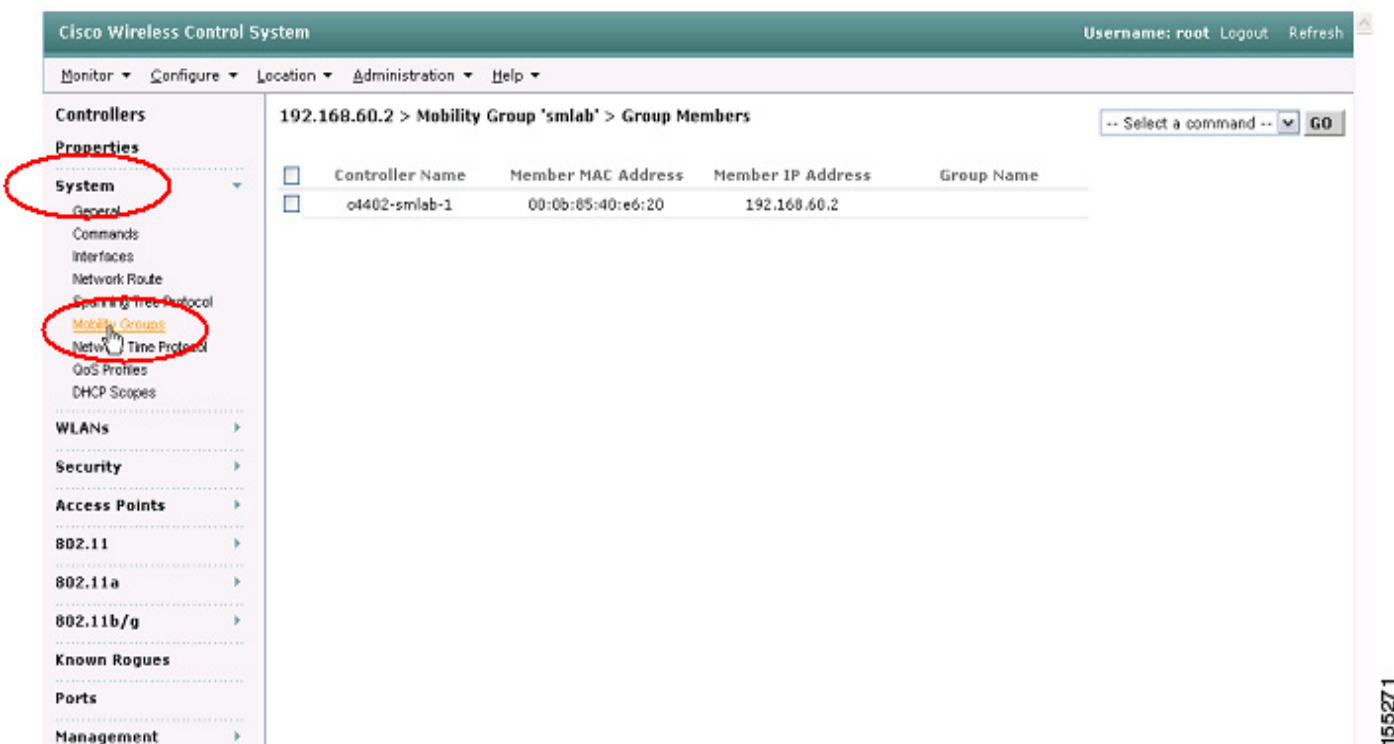 Cisco Wireless Control System
Username: root Logout Refresh
Monitor Configure Location Administration Help
Controllers
Properties
System
General
Commands
Interfaces
Network Route
Spanning Tree Protocol
Mobility Groups
Network Time Protocol
QoS Profiles
DHCP Scopes
WLANs
Security
Access Points
802.11
802.11a
802.11b/g
Known Rogues
Ports
Management
192.168.60.2 > Mobility Group 'smlab' > Group Members
-- Select a command -- GO
Controller Name Member MAC Address Member IP Address Group Name
c4402-smlab-1 00:0b:85:40:e6:20 192.168.60.2
155271